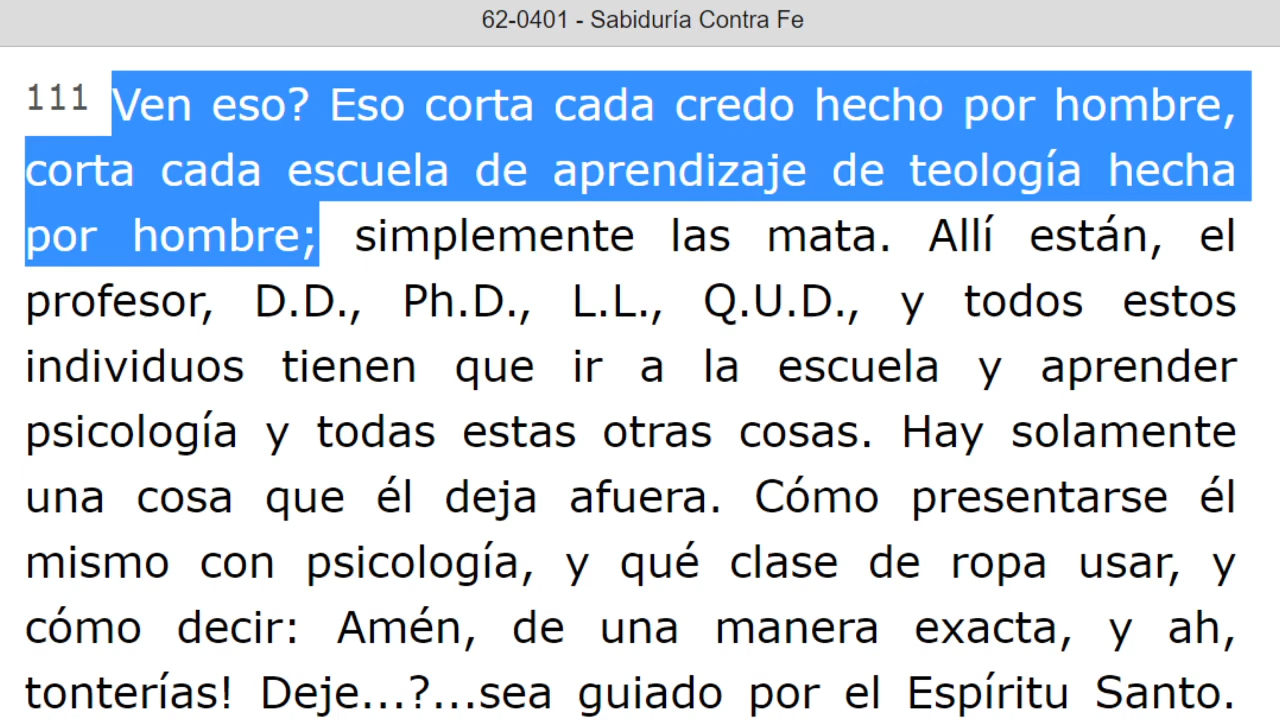 62-0401 - Sabiduría Contra Fe
111 Ven eso? Eso corta cada credo hecho por hombre,
corta cada escuela de aprendizaje de teología hecha
por hombre; simplemente las mata. Allí están, el
profesor, D.D., Ph.D., L.L., Q.U.D., y todos estos
individuos tienen que ir a la escuela y aprender
psicología y todas estas otras cosas. Hay solamente
una cosa que él deja afuera. Cómo presentarse él
mismo con psicología, y qué clase de ropa usar, y
cómo decir: Amén, de una manera exacta, y ah,
tonterías! Deje...?...sea guiado por el Espíritu Santo.